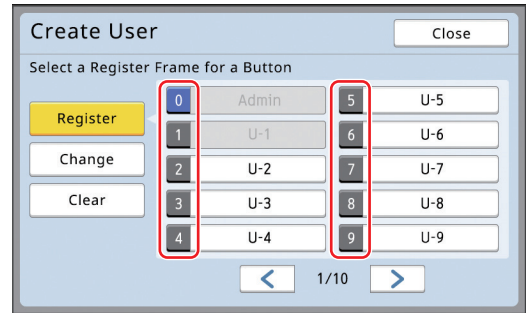 Create User
Close
Select a Register Frame for a Button
Register
Change
Clear
0 Admin
1 U-1
2 U-2
3 U-3
4 U-4
5 U-5
6 U-6
7 U-7
8 U-8
9 U-9
1/10